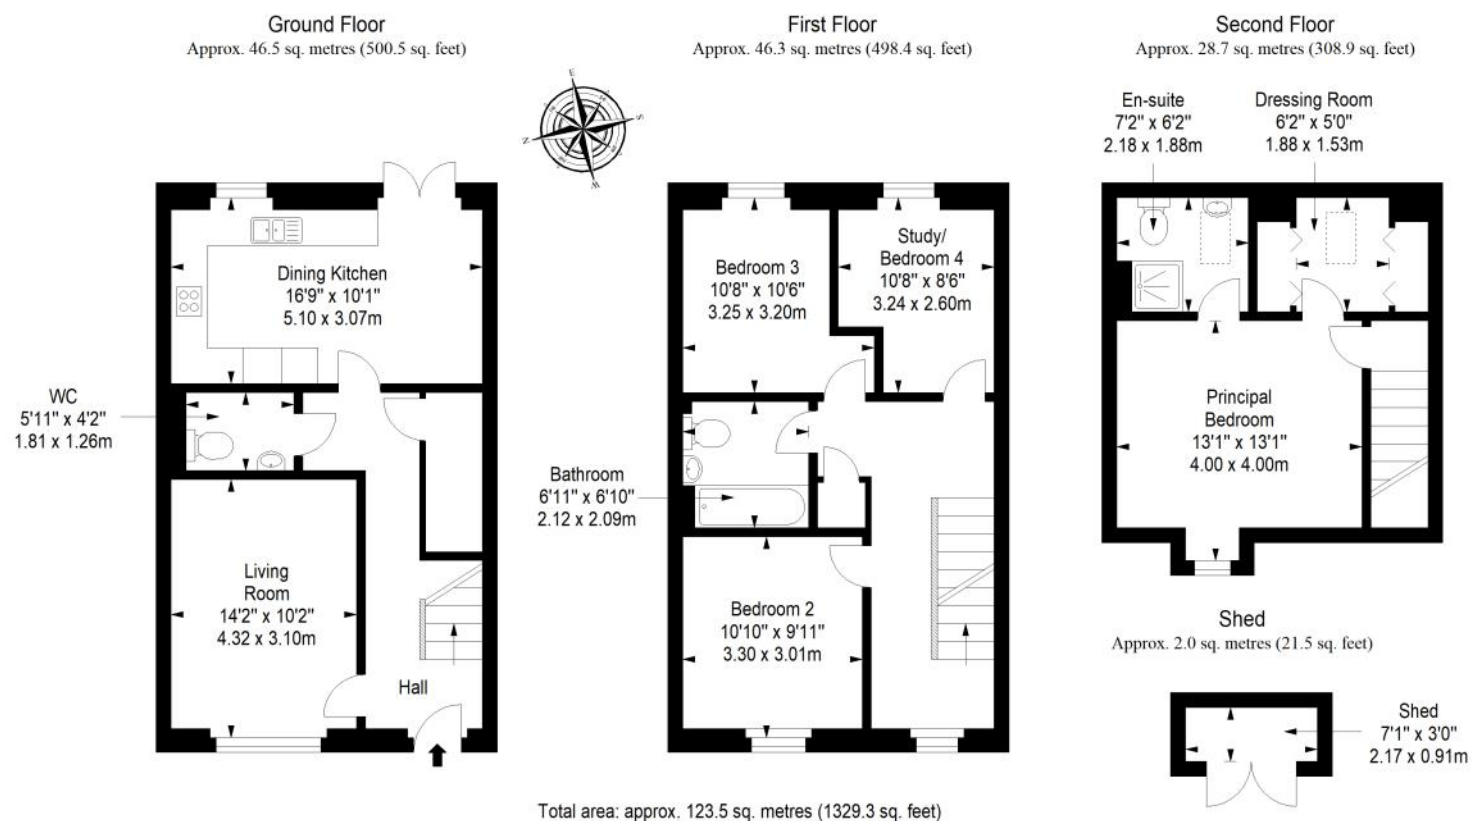 Ground Floor
Approx. 46.5 sq. metres (500.5 sq. feet)
Dining Kitchen
16'9" x 10'1"
5.10 x 3.07m
WC
5'11" x 4'2"
1.81 x 1.26m
Living
Room
14'2" x 10'2"
4.32 x 3.10m
Hall
E
S
N
W
First Floor
Approx. 46.3 sq. metres (498.4 sq. feet)
Bedroom 3
10'8" x 10'6"
3.25 x 3.20m
Study/
Bedroom 4
10'8" x 8'6"
3.24 x 2.60m
Bathroom
6'11" x 6'10"
2.12 x 2.09m
Bedroom 2
10'10" x 9'11"
3.30 x 3.01m
Second Floor
Approx. 28.7 sq. metres (308.9 sq. feet)
En-suite
7'2" x 6'2"
2.18 x 1.88m
Dressing Room
6'2" x 5'0"
1.88 x 1.53m
Principal
Bedroom
13'1" x 13'1"
4.00 x 4.00m
Shed
Approx. 2.0 sq. metres (21.5 sq. feet)
Shed
7'1" x 3'0"
2.17 x 0.91m
Total area: approx. 123.5 sq. metres (1329.3 sq. feet)